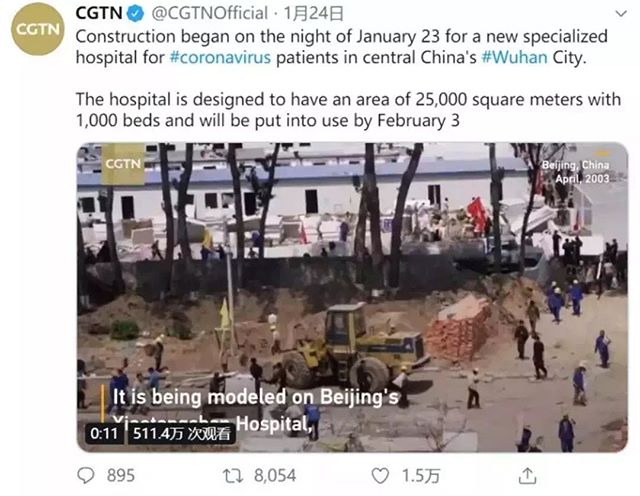 CGTN
CGTN @CGTNOfficial · 1月24日
Construction began on the night of January 23 for a new specialized
hospital for #coronavirus patients in central China's #Wuhan City.
The hospital is designed to have an area of 25,000 square meters with
1,000 beds and will be put into use by February 3
CGTN
Beijing, China
April, 2003
It is being modeled on Beijing's
Hospital,
0:11 511.4万 次观看
895 8,054 1.5万